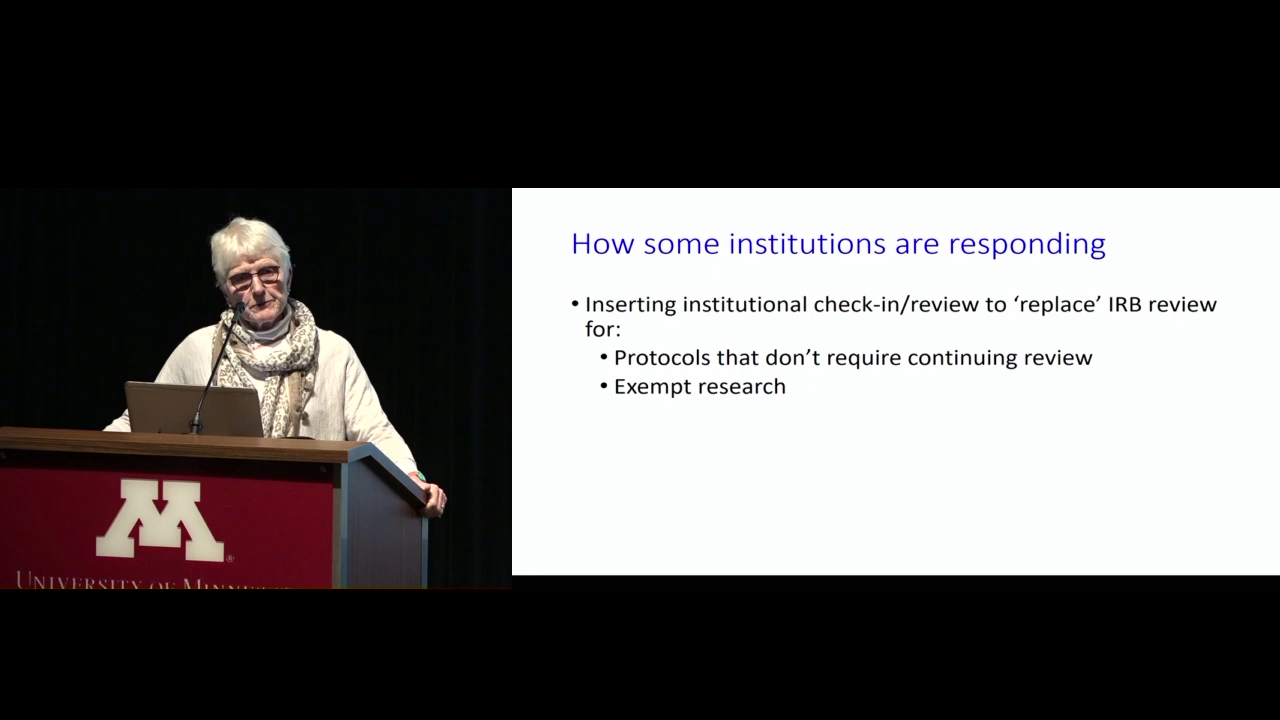 M
UNIVERSITY OF
How some institutions are responding
• Inserting institutional check-in/review to ‘replace’ IRB review
for:
• Protocols that don’t require continuing review
• Exempt research